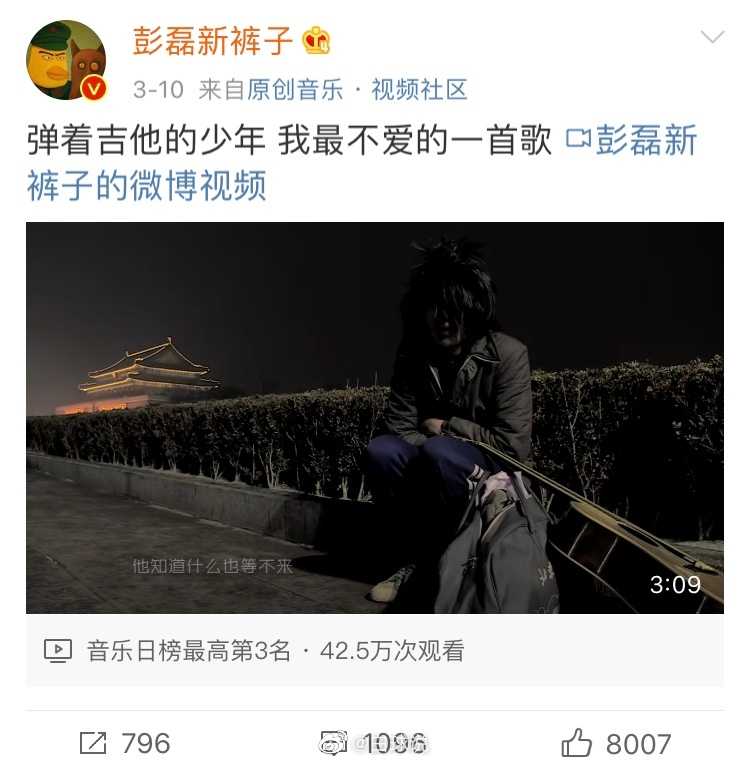 彭磊新裤子
3-10 来自原创音乐 · 视频社区
弹着吉他的少年 我最不爱的一首歌 彭磊新
裤子的微博视频
他知道什么也等不来
3:09
音乐日榜最高第3名 · 42.5万次观看
796 1096 8007